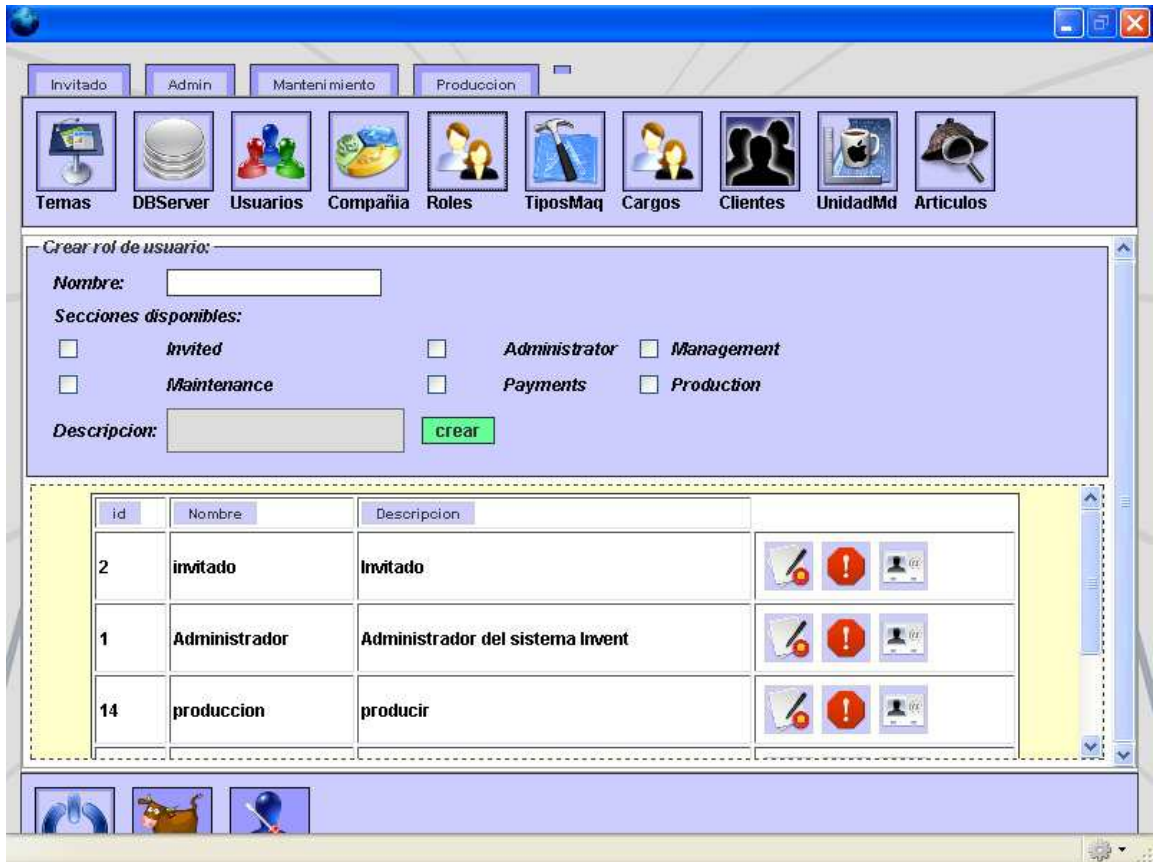 Invitado Admin Mantenimiento Produccion
Temas DBServer Usuarios Compañia Roles TiposMaq Cargos Clientes UnidadMd Articulos
Crear rol de usuario:
Nombre:
Secciones disponibles:
Invited Administrator Management
Maintenance Payments Production
Descripcion: crear
id Nombre Descripcion
2 invitado Invitado
1 Administrador Administrador del sistema Invent
14 produccion producir